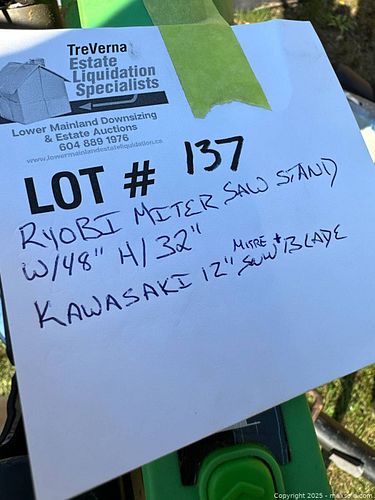 TreVerna
Estate
Liquidation
Specialists
Lower Mainland Downsizing
& Estate Auctions
604 889 1976
www.lowermainlandestateliquidation.ca
LOT # 137
RYOBI MITER SAW STAND
W/48" H/32"
KAWASAKI 12" MITRE SAW + BLADE
Copyright 2025 - maxsold.com